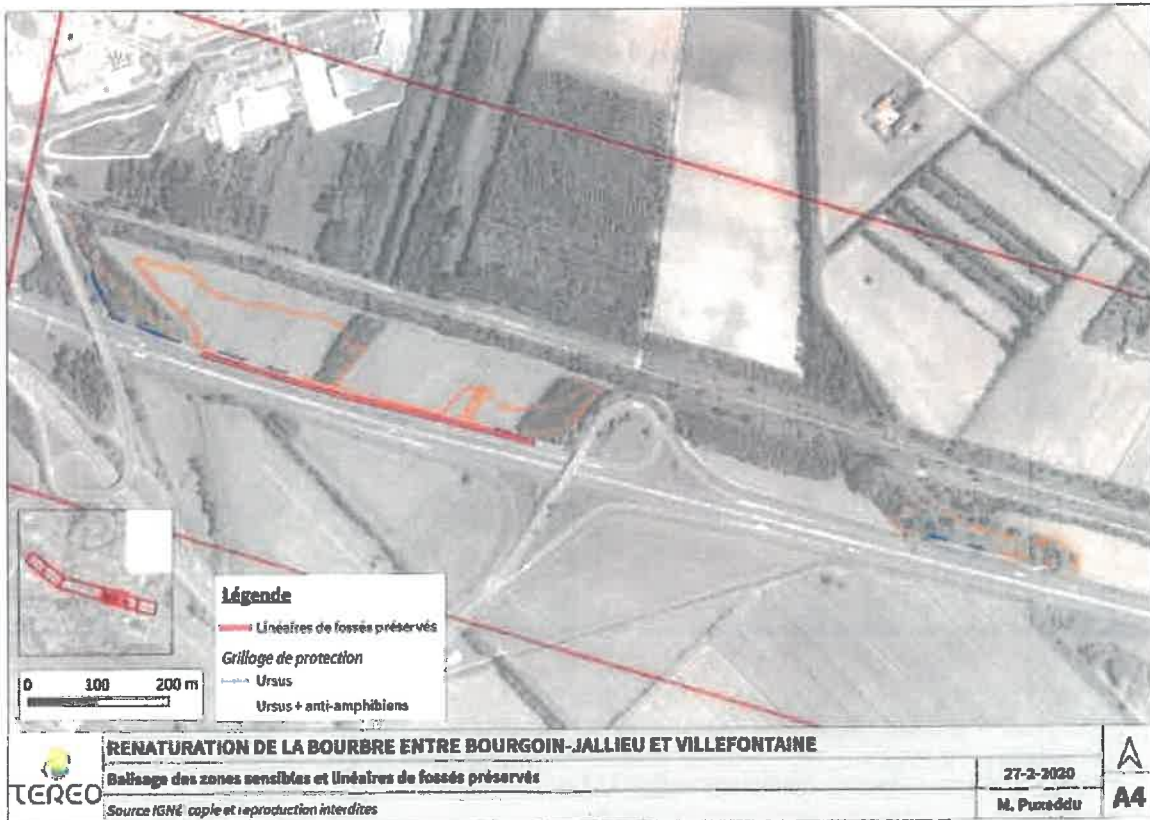 Légende
Linéaires de fossés préservés
Grillage de protection
Ursus
Ursus + anti-amphibiens
0 100 200 m
TEREO
RENATURATION DE LA BOURBRE ENTRE BOURGOIN-JALLIEU ET VILLEFONTAINE
Balisage des zones sensibles et linéaires de fossés préservés
Source IGN© copie et reproduction interdites
27-2-2020
M. Puxeddu
A4